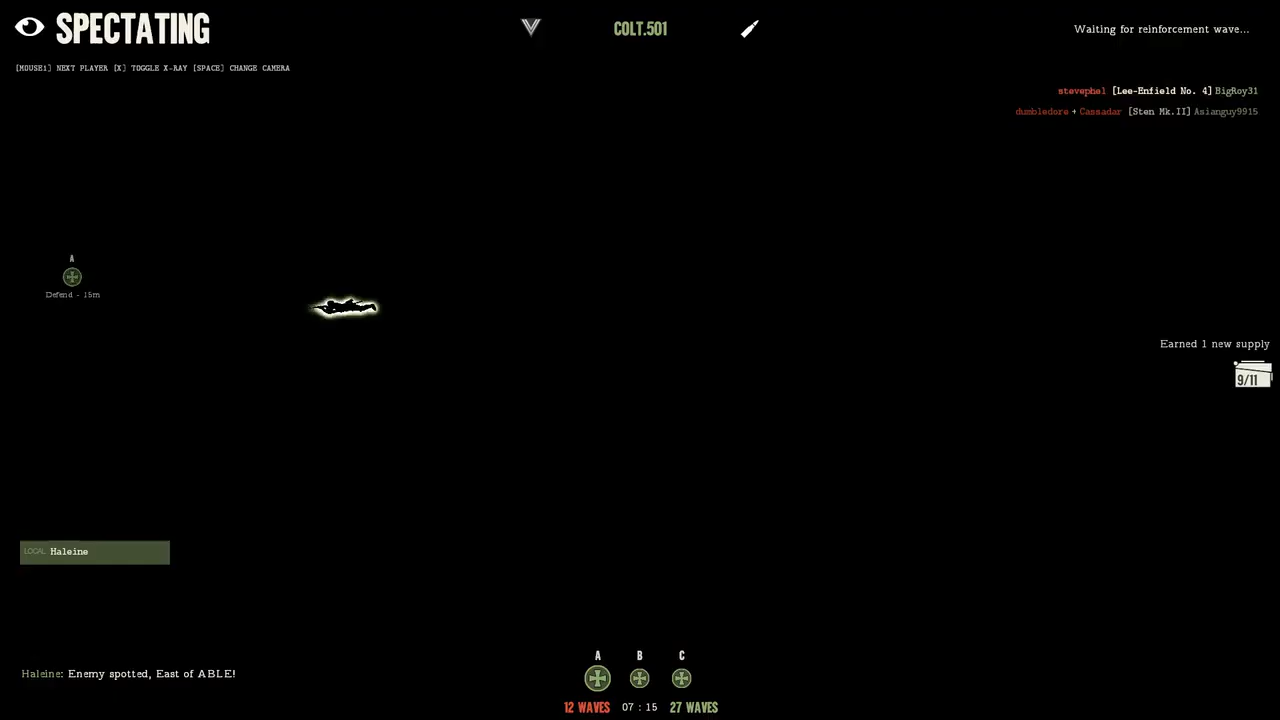 SPECTATING
COLT.501
Waiting for reinforcement wave...
[MOUSE1] NEXT PLAYER [X] TOGGLE X-RAY [SPACE] CHANGE CAMERA
stevephel [Lee-Enfield No. 4] BigRoy31
dumbledore + Cassadar [Sten Mk.II] Asianguy9915
A
Defend - 15m
Earned 1 new supply
9/11
LOCAL Haleine
Haleine: Enemy spotted, East of ABLE!
A B C
12 WAVES 07 : 15 27 WAVES